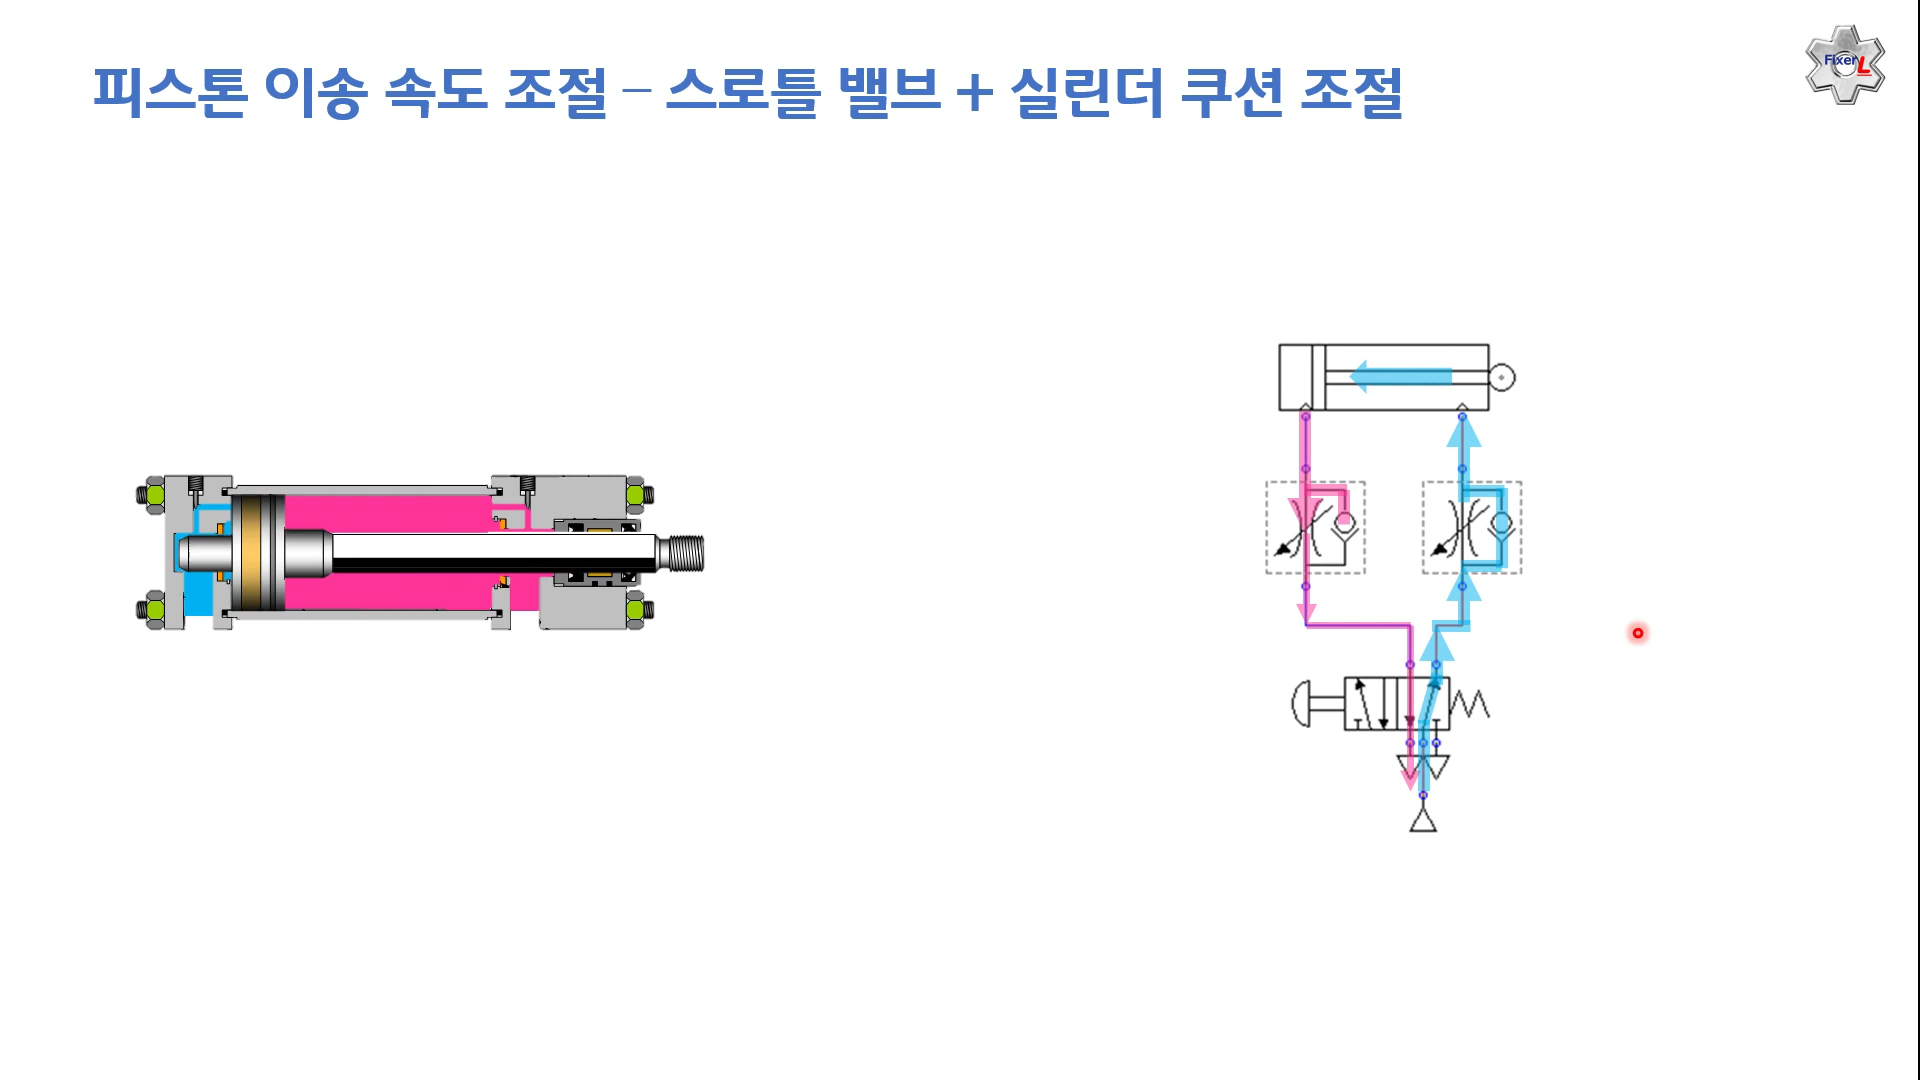 피스톤 이송 속도 조절 – 스로틀 밸브 + 실린더 쿠션 조절
Fixer L